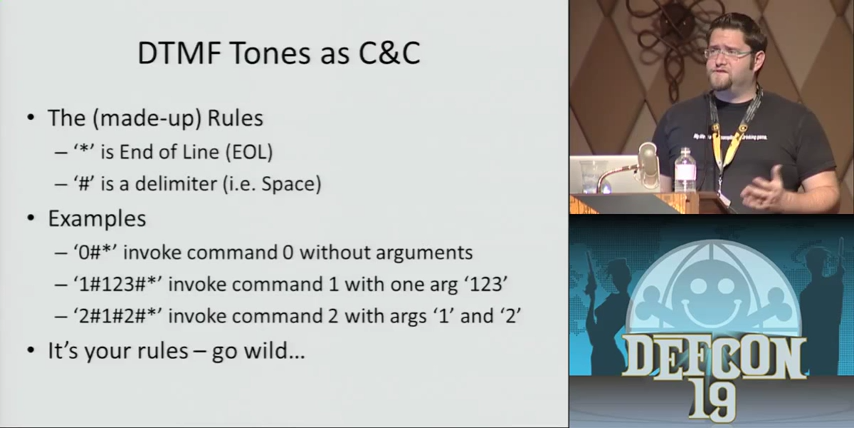 DTMF Tones as C&C
• The (made-up) Rules
– ‘*’ is End of Line (EOL)
– ‘#’ is a delimiter (i.e. Space)
• Examples
– ‘0#*’ invoke command 0 without arguments
– ‘1#123#*’ invoke command 1 with one arg ‘123’
– ‘2#1#2#*’ invoke command 2 with args ‘1’ and ‘2’
• It’s your rules – go wild…
DEFCON
19